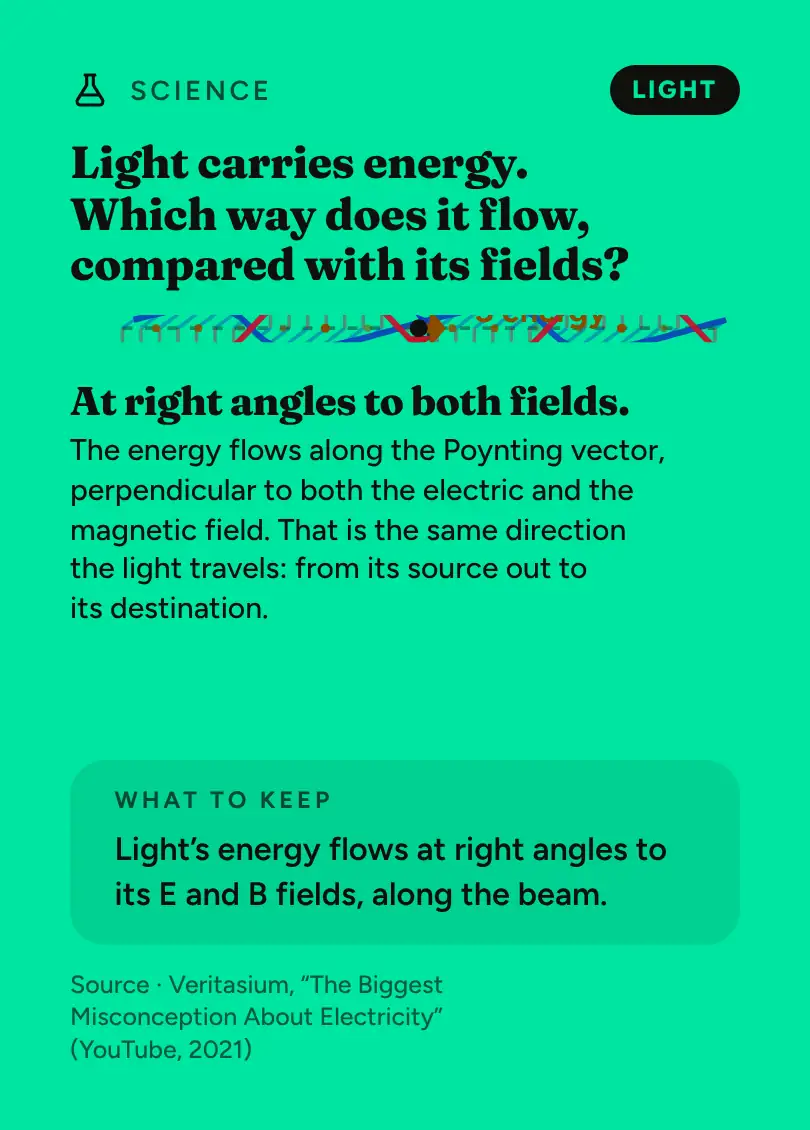 SCIENCE
LIGHT
Light carries energy.
Which way does it flow,
compared with its fields?
At right angles to both fields.
The energy flows along the Poynting vector,
perpendicular to both the electric and the
magnetic field. That is the same direction
the light travels: from its source out to
its destination.
WHAT TO KEEP
Light’s energy flows at right angles to
its E and B fields, along the beam.
Source · Veritasium, “The Biggest
Misconception About Electricity”
(YouTube, 2021)